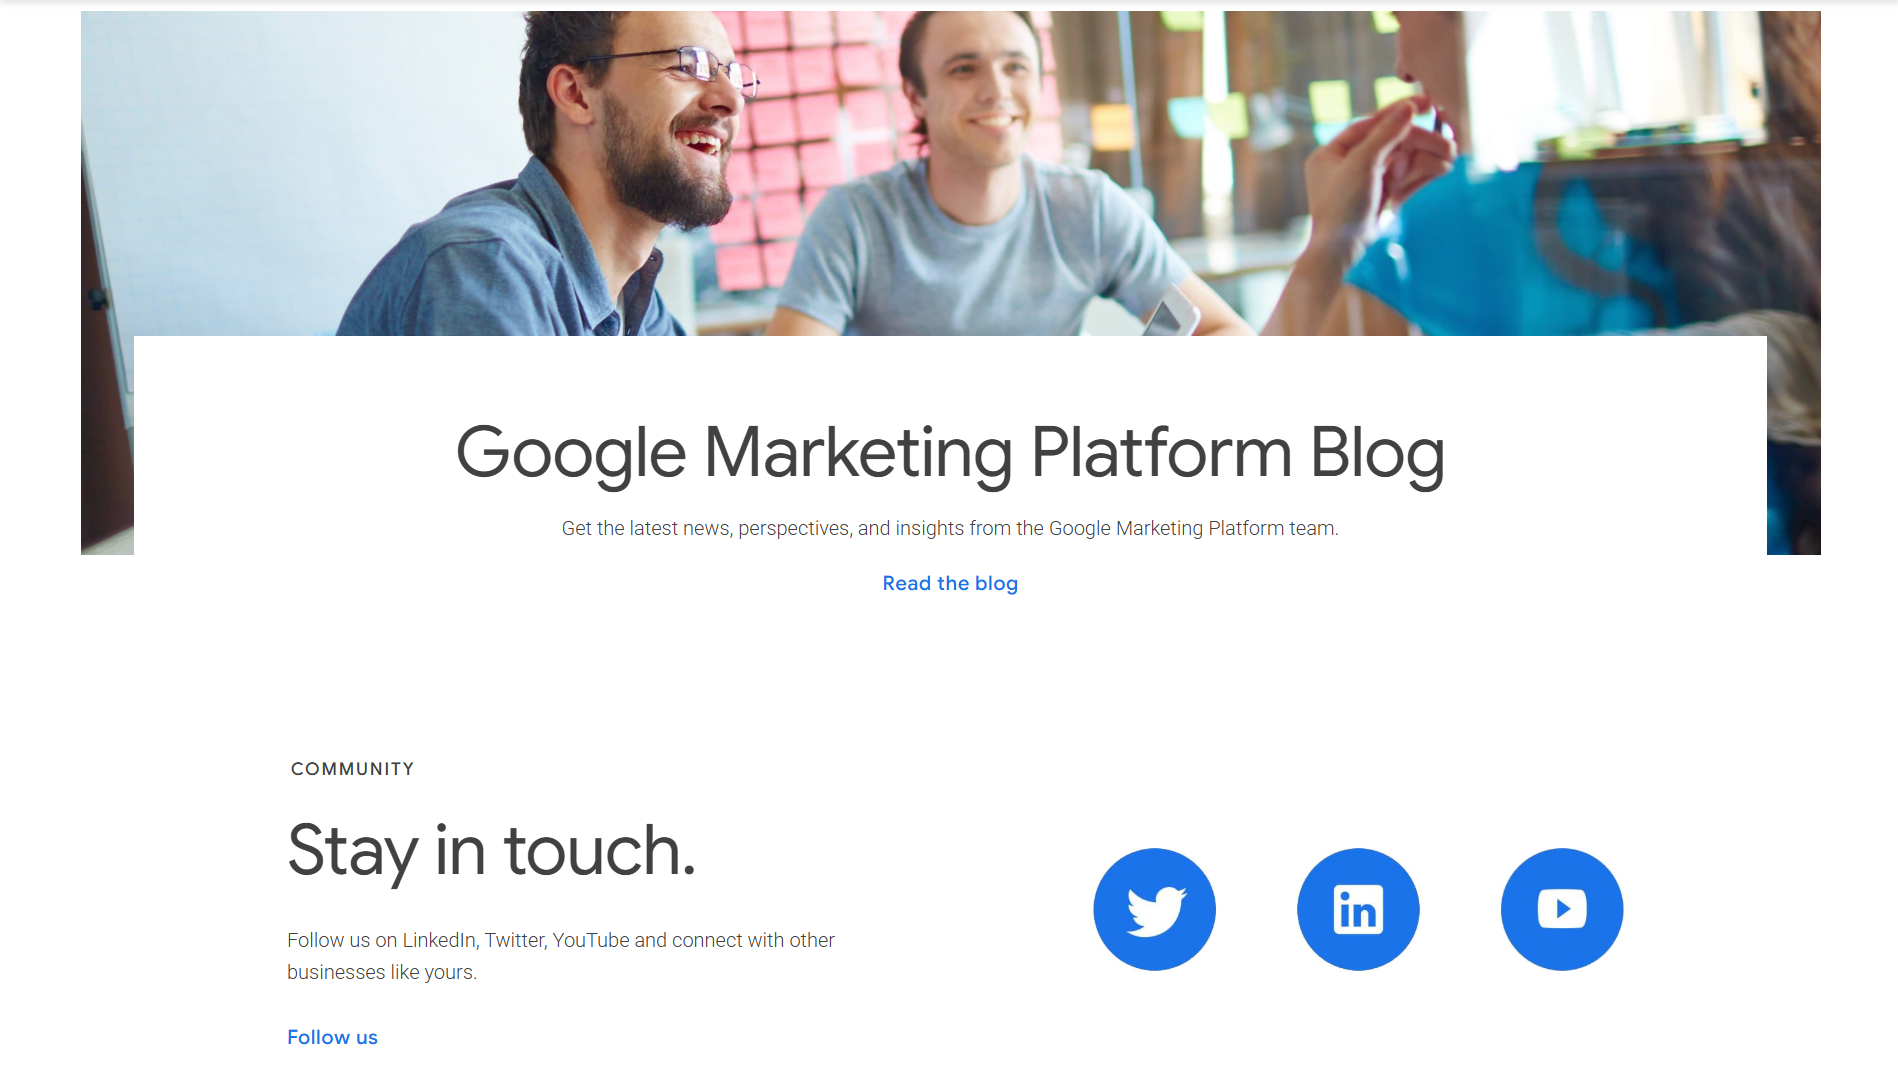 Google Marketing Platform Blog
Get the latest news, perspectives, and insights from the Google Marketing Platform team.
Read the blog
COMMUNITY
Stay in touch.
Follow us on LinkedIn, Twitter, YouTube and connect with other
businesses like yours.
Follow us
in